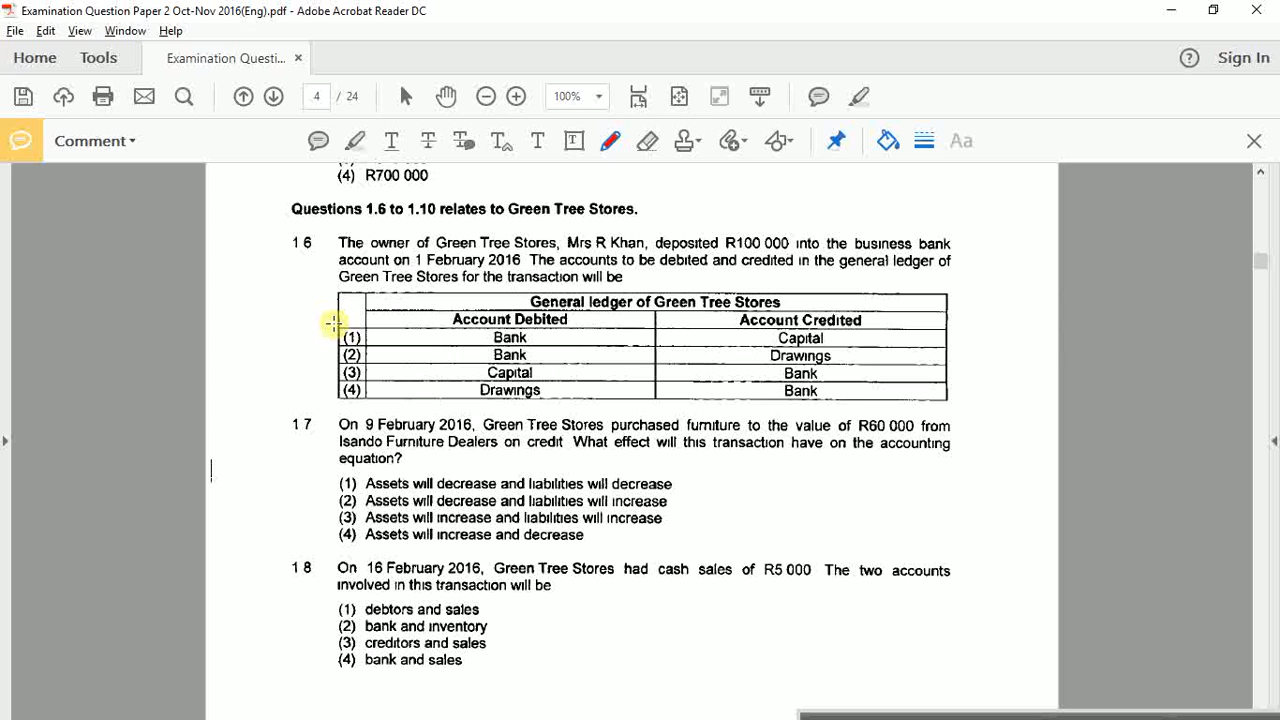 Examination Question Paper 2 Oct-Nov 2016(Eng).pdf - Adobe Acrobat Reader DC
File Edit View Window Help
Home Tools Examination Questi... × Sign In
4 / 24 100%
Comment
(4) R700 000
Questions 1.6 to 1.10 relates to Green Tree Stores.
1 6 The owner of Green Tree Stores, Mrs R Khan, deposited R100 000 into the business bank
account on 1 February 2016 The accounts to be debited and credited in the general ledger of
Green Tree Stores for the transaction will be
General ledger of Green Tree Stores
Account Debited Account Credited
(1) Bank Capital
(2) Bank Drawings
(3) Capital Bank
(4) Drawings Bank
1 7 On 9 February 2016, Green Tree Stores purchased furniture to the value of R60 000 from
Isando Furniture Dealers on credit What effect will this transaction have on the accounting
equation?
(1) Assets will decrease and liabilities will decrease
(2) Assets will decrease and liabilities will increase
(3) Assets will increase and liabilities will increase
(4) Assets will increase and decrease
1 8 On 16 February 2016, Green Tree Stores had cash sales of R5 000 The two accounts
involved in this transaction will be
(1) debtors and sales
(2) bank and inventory
(3) creditors and sales
(4) bank and sales